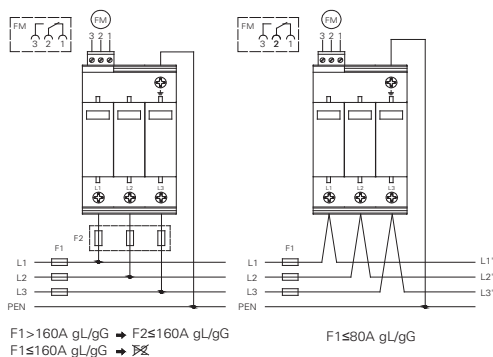 FM
3 2 1
FM
3 2 1
L1 L2 L3
F2
F1
L1
L2
L3
PEN
F1>160A gL/gG ➡ F2≤160A gL/gG
F1≤160A gL/gG ➡ F2
FM
3 2 1
FM
3 2 1
L1 L2 L3
F1
L1 L1'
L2 L2'
L3 L3'
PEN
F1≤80A gL/gG